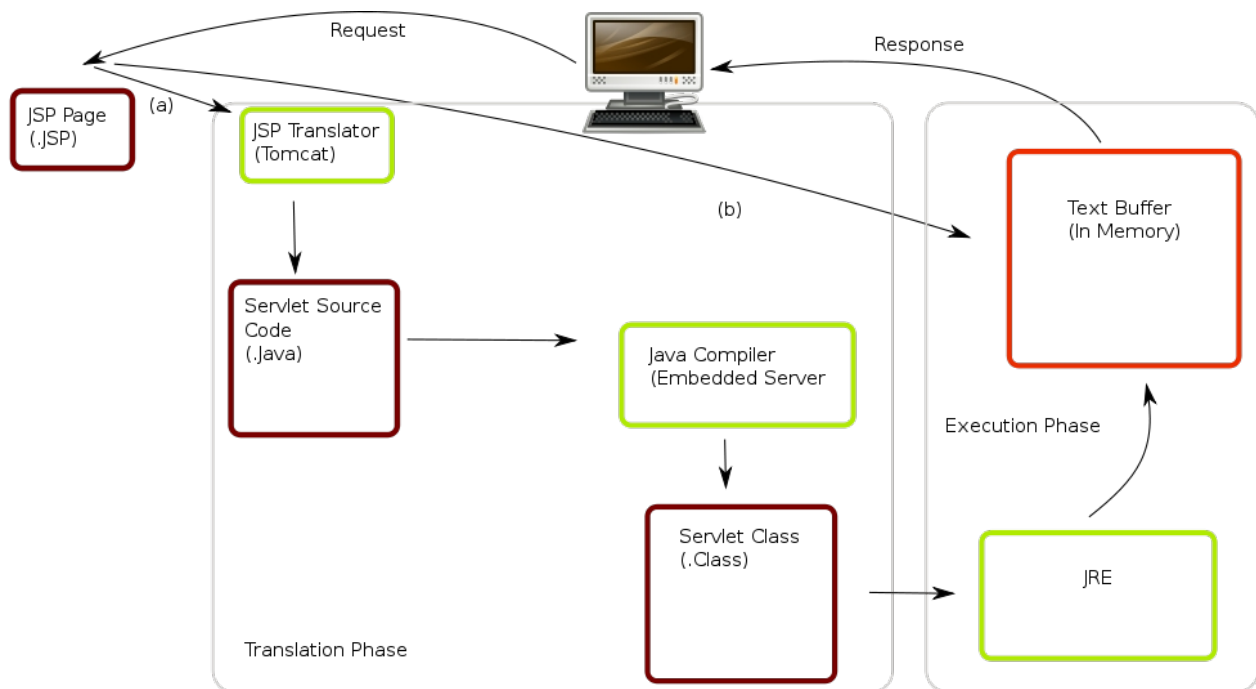 Request
Response
JSP Page
(.JSP)
(a)
JSP Translator
(Tomcat)
(b)
Text Buffer
(In Memory)
Servlet Source
Code
(.Java)
Java Compiler
(Embedded Server
Execution Phase
Servlet Class
(.Class)
JRE
Translation Phase